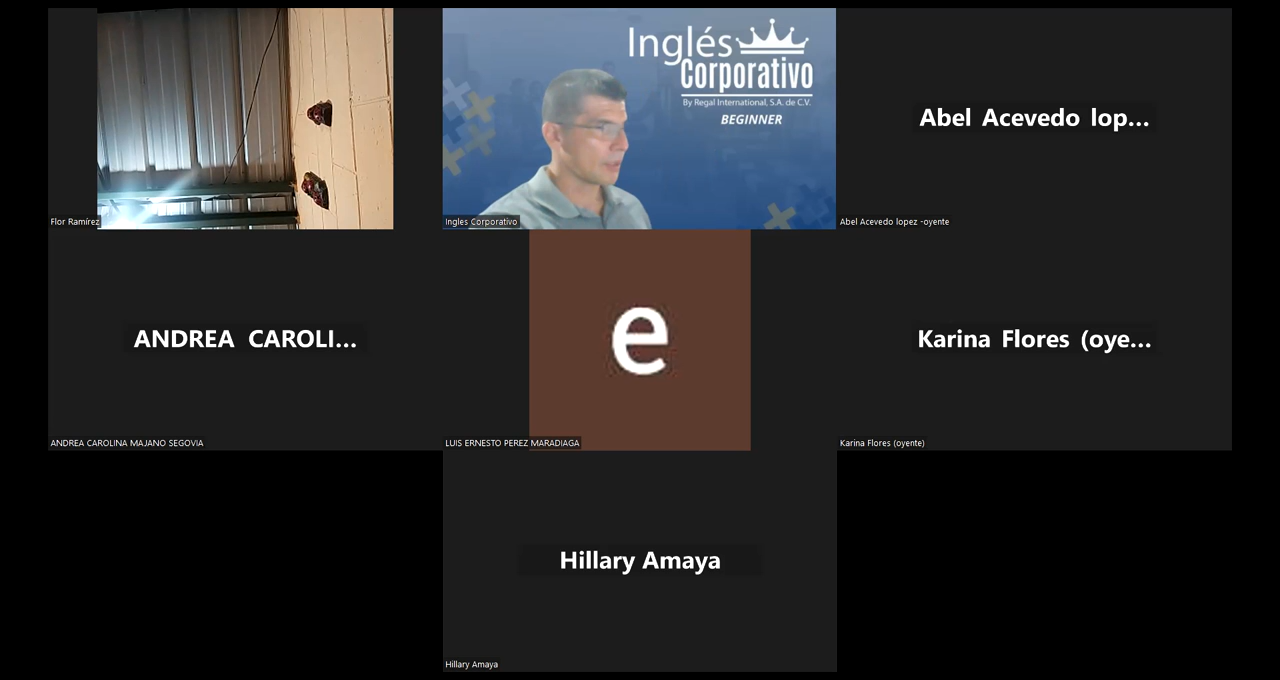 Inglés
Corporativo
By Regal International, S.A. de C.V.
BEGINNER
Abel Acevedo lop...
Flor Ramírez
Ingles Corporativo
Abel Acevedo lopez -oyente
ANDREA CAROLI...
e
Karina Flores (oye...
ANDREA CAROLINA MAJANO SEGOVIA
LUIS ERNESTO PEREZ MARADIAGA
Karina Flores (oyente)
Hillary Amaya
Hillary Amaya